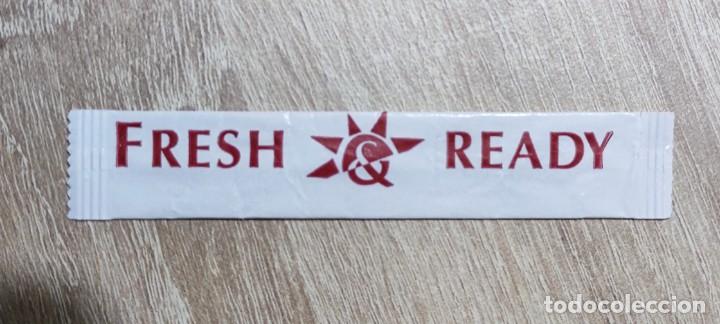 FRESH & READY
todocoleccion